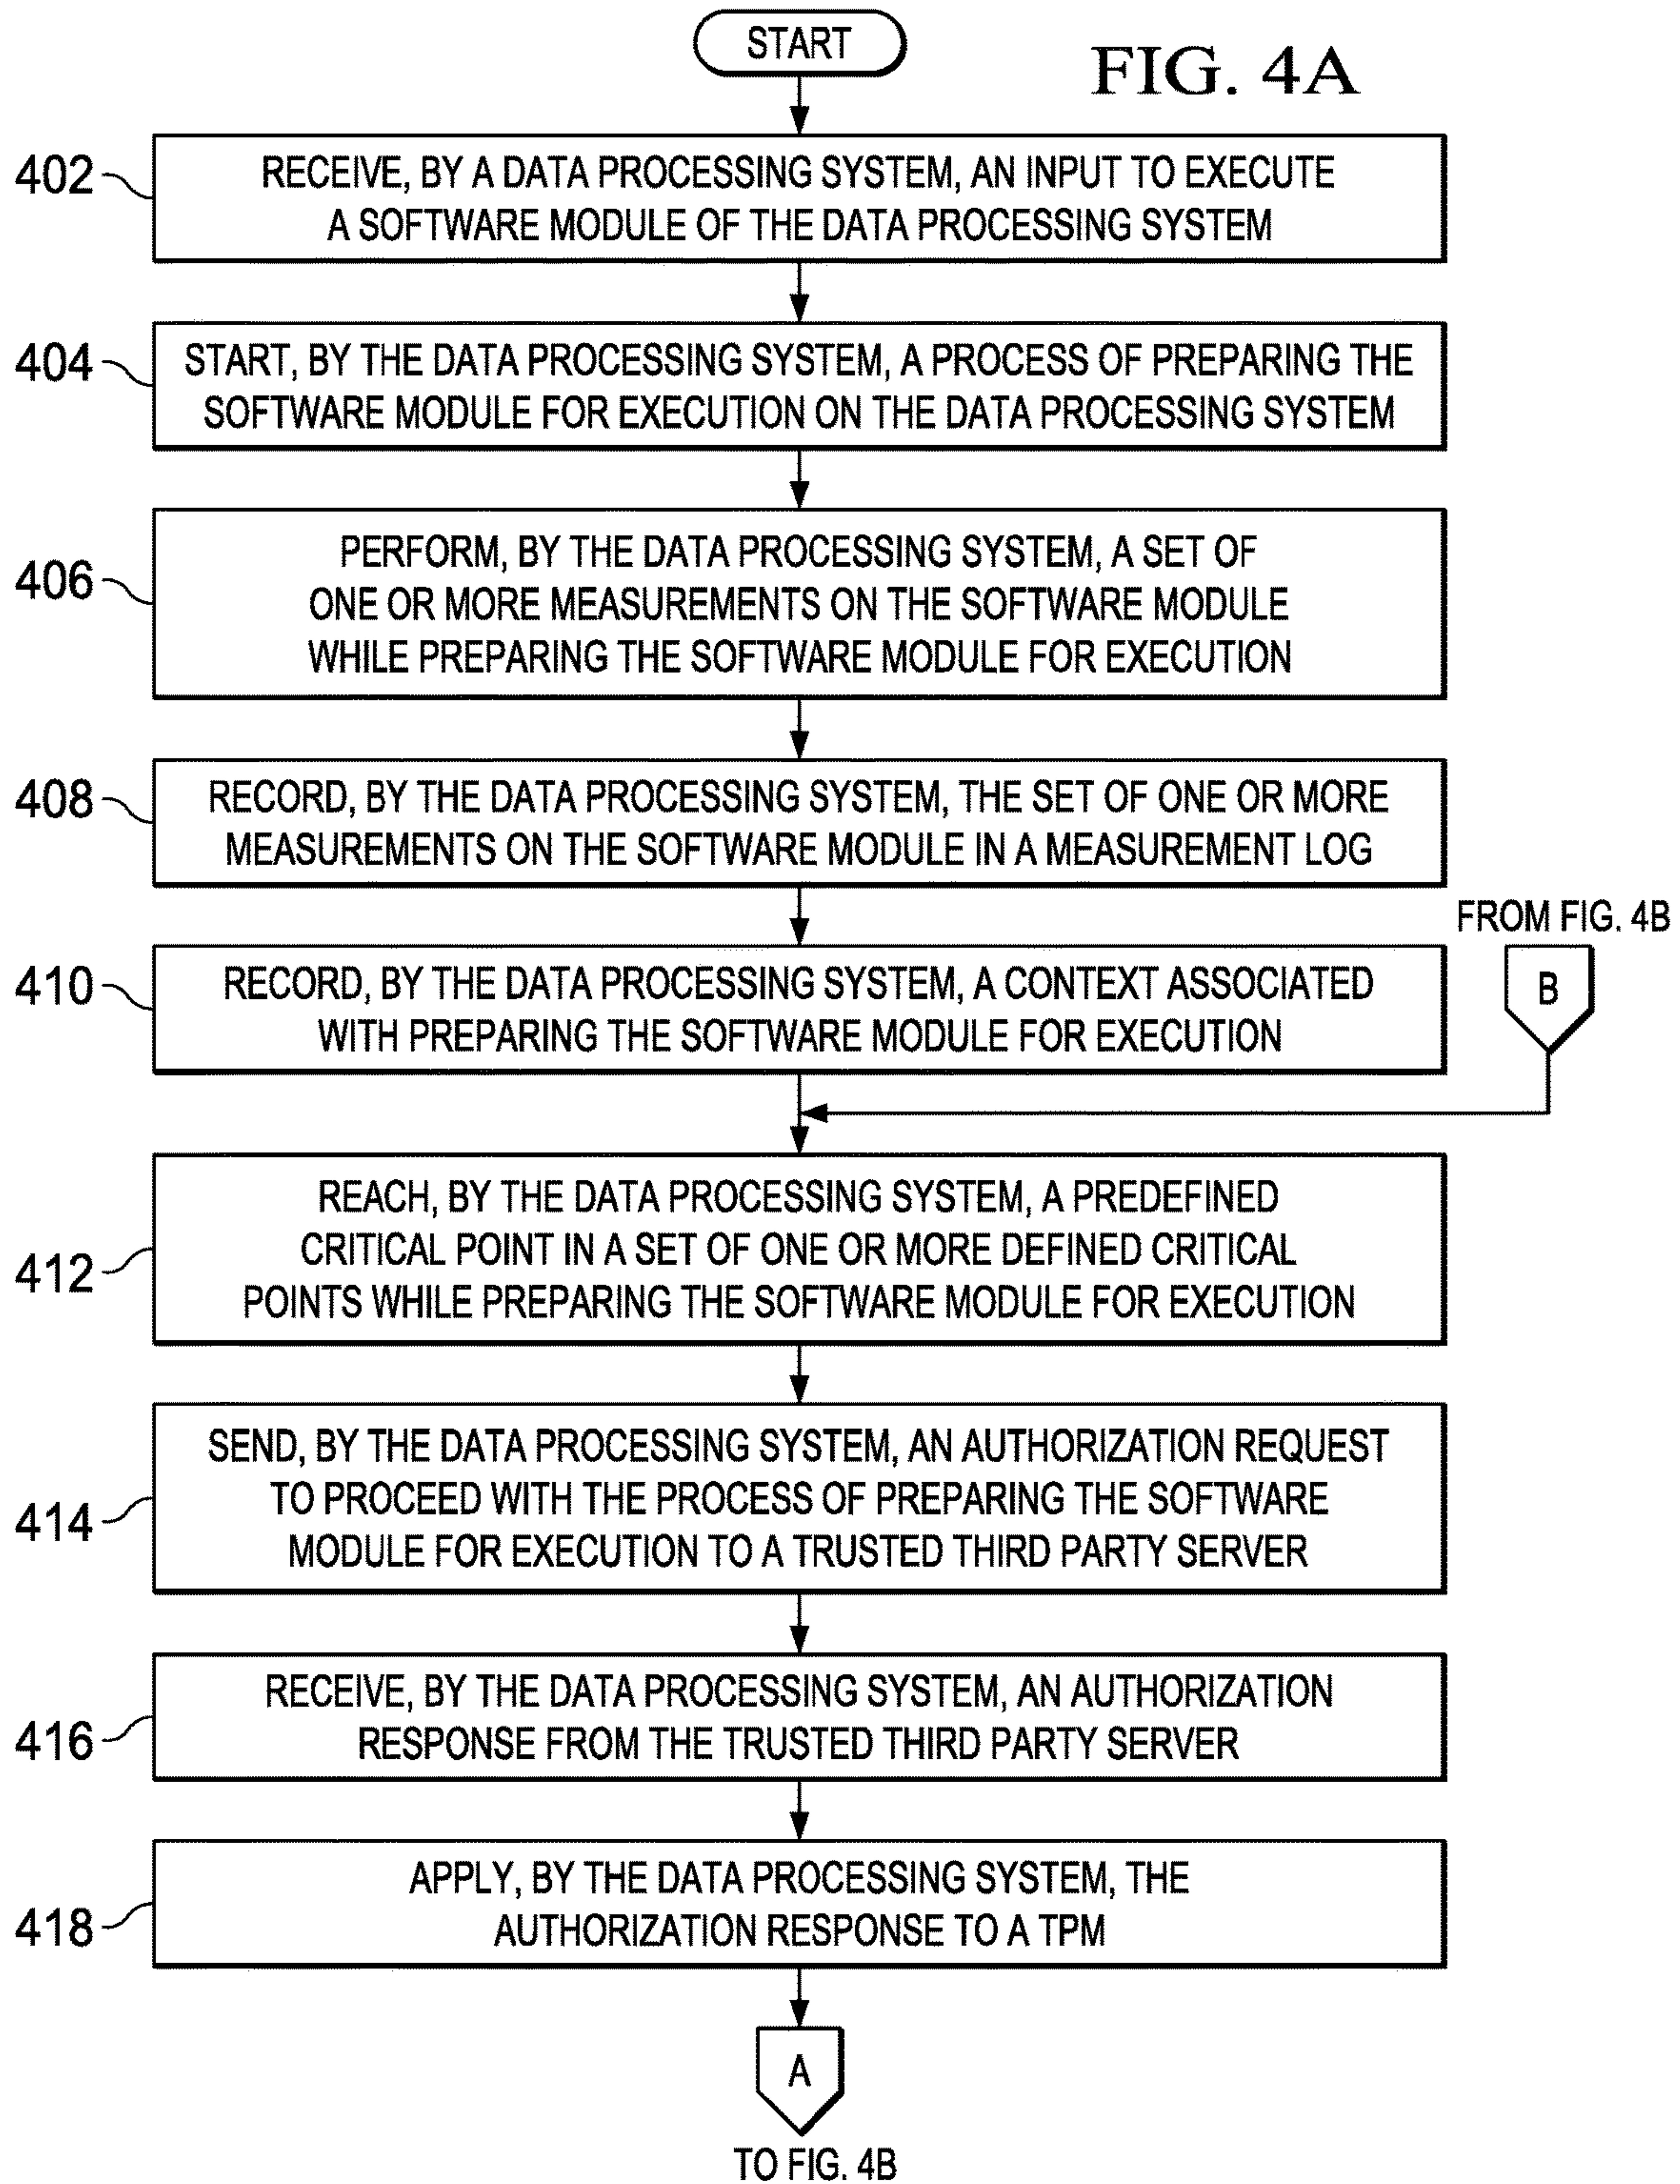 START
FIG. 4A
402
RECEIVE, BY A DATA PROCESSING SYSTEM, AN INPUT TO EXECUTE
A SOFTWARE MODULE OF THE DATA PROCESSING SYSTEM
404
START, BY THE DATA PROCESSING SYSTEM, A PROCESS OF PREPARING THE
SOFTWARE MODULE FOR EXECUTION ON THE DATA PROCESSING SYSTEM
406
PERFORM, BY THE DATA PROCESSING SYSTEM, A SET OF
ONE OR MORE MEASUREMENTS ON THE SOFTWARE MODULE
WHILE PREPARING THE SOFTWARE MODULE FOR EXECUTION
408
RECORD, BY THE DATA PROCESSING SYSTEM, THE SET OF ONE OR MORE
MEASUREMENTS ON THE SOFTWARE MODULE IN A MEASUREMENT LOG
FROM FIG. 4B
B
410
RECORD, BY THE DATA PROCESSING SYSTEM, A CONTEXT ASSOCIATED
WITH PREPARING THE SOFTWARE MODULE FOR EXECUTION
412
REACH, BY THE DATA PROCESSING SYSTEM, A PREDEFINED
CRITICAL POINT IN A SET OF ONE OR MORE DEFINED CRITICAL
POINTS WHILE PREPARING THE SOFTWARE MODULE FOR EXECUTION
414
SEND, BY THE DATA PROCESSING SYSTEM, AN AUTHORIZATION REQUEST
TO PROCEED WITH THE PROCESS OF PREPARING THE SOFTWARE
MODULE FOR EXECUTION TO A TRUSTED THIRD PARTY SERVER
416
RECEIVE, BY THE DATA PROCESSING SYSTEM, AN AUTHORIZATION
RESPONSE FROM THE TRUSTED THIRD PARTY SERVER
418
APPLY, BY THE DATA PROCESSING SYSTEM, THE
AUTHORIZATION RESPONSE TO A TPM
A
TO FIG. 4B